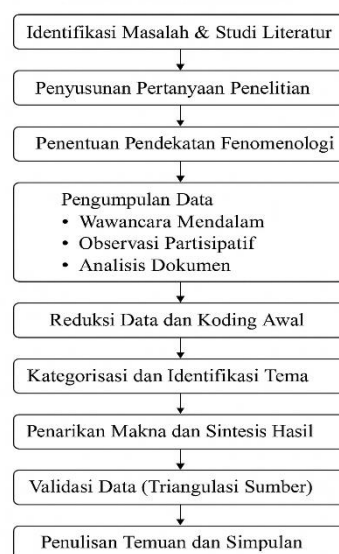 Identifikasi Masalah & Studi Literatur
Penyusunan Pertanyaan Penelitian
Penentuan Pendekatan Fenomenologi
Pengumpulan Data
• Wawancara Mendalam
• Observasi Partisipatif
• Analisis Dokumen
Reduksi Data dan Koding Awal
Kategorisasi dan Identifikasi Tema
Penarikan Makna dan Sintesis Hasil
Validasi Data (Triangulasi Sumber)
Penulisan Temuan dan Simpulan